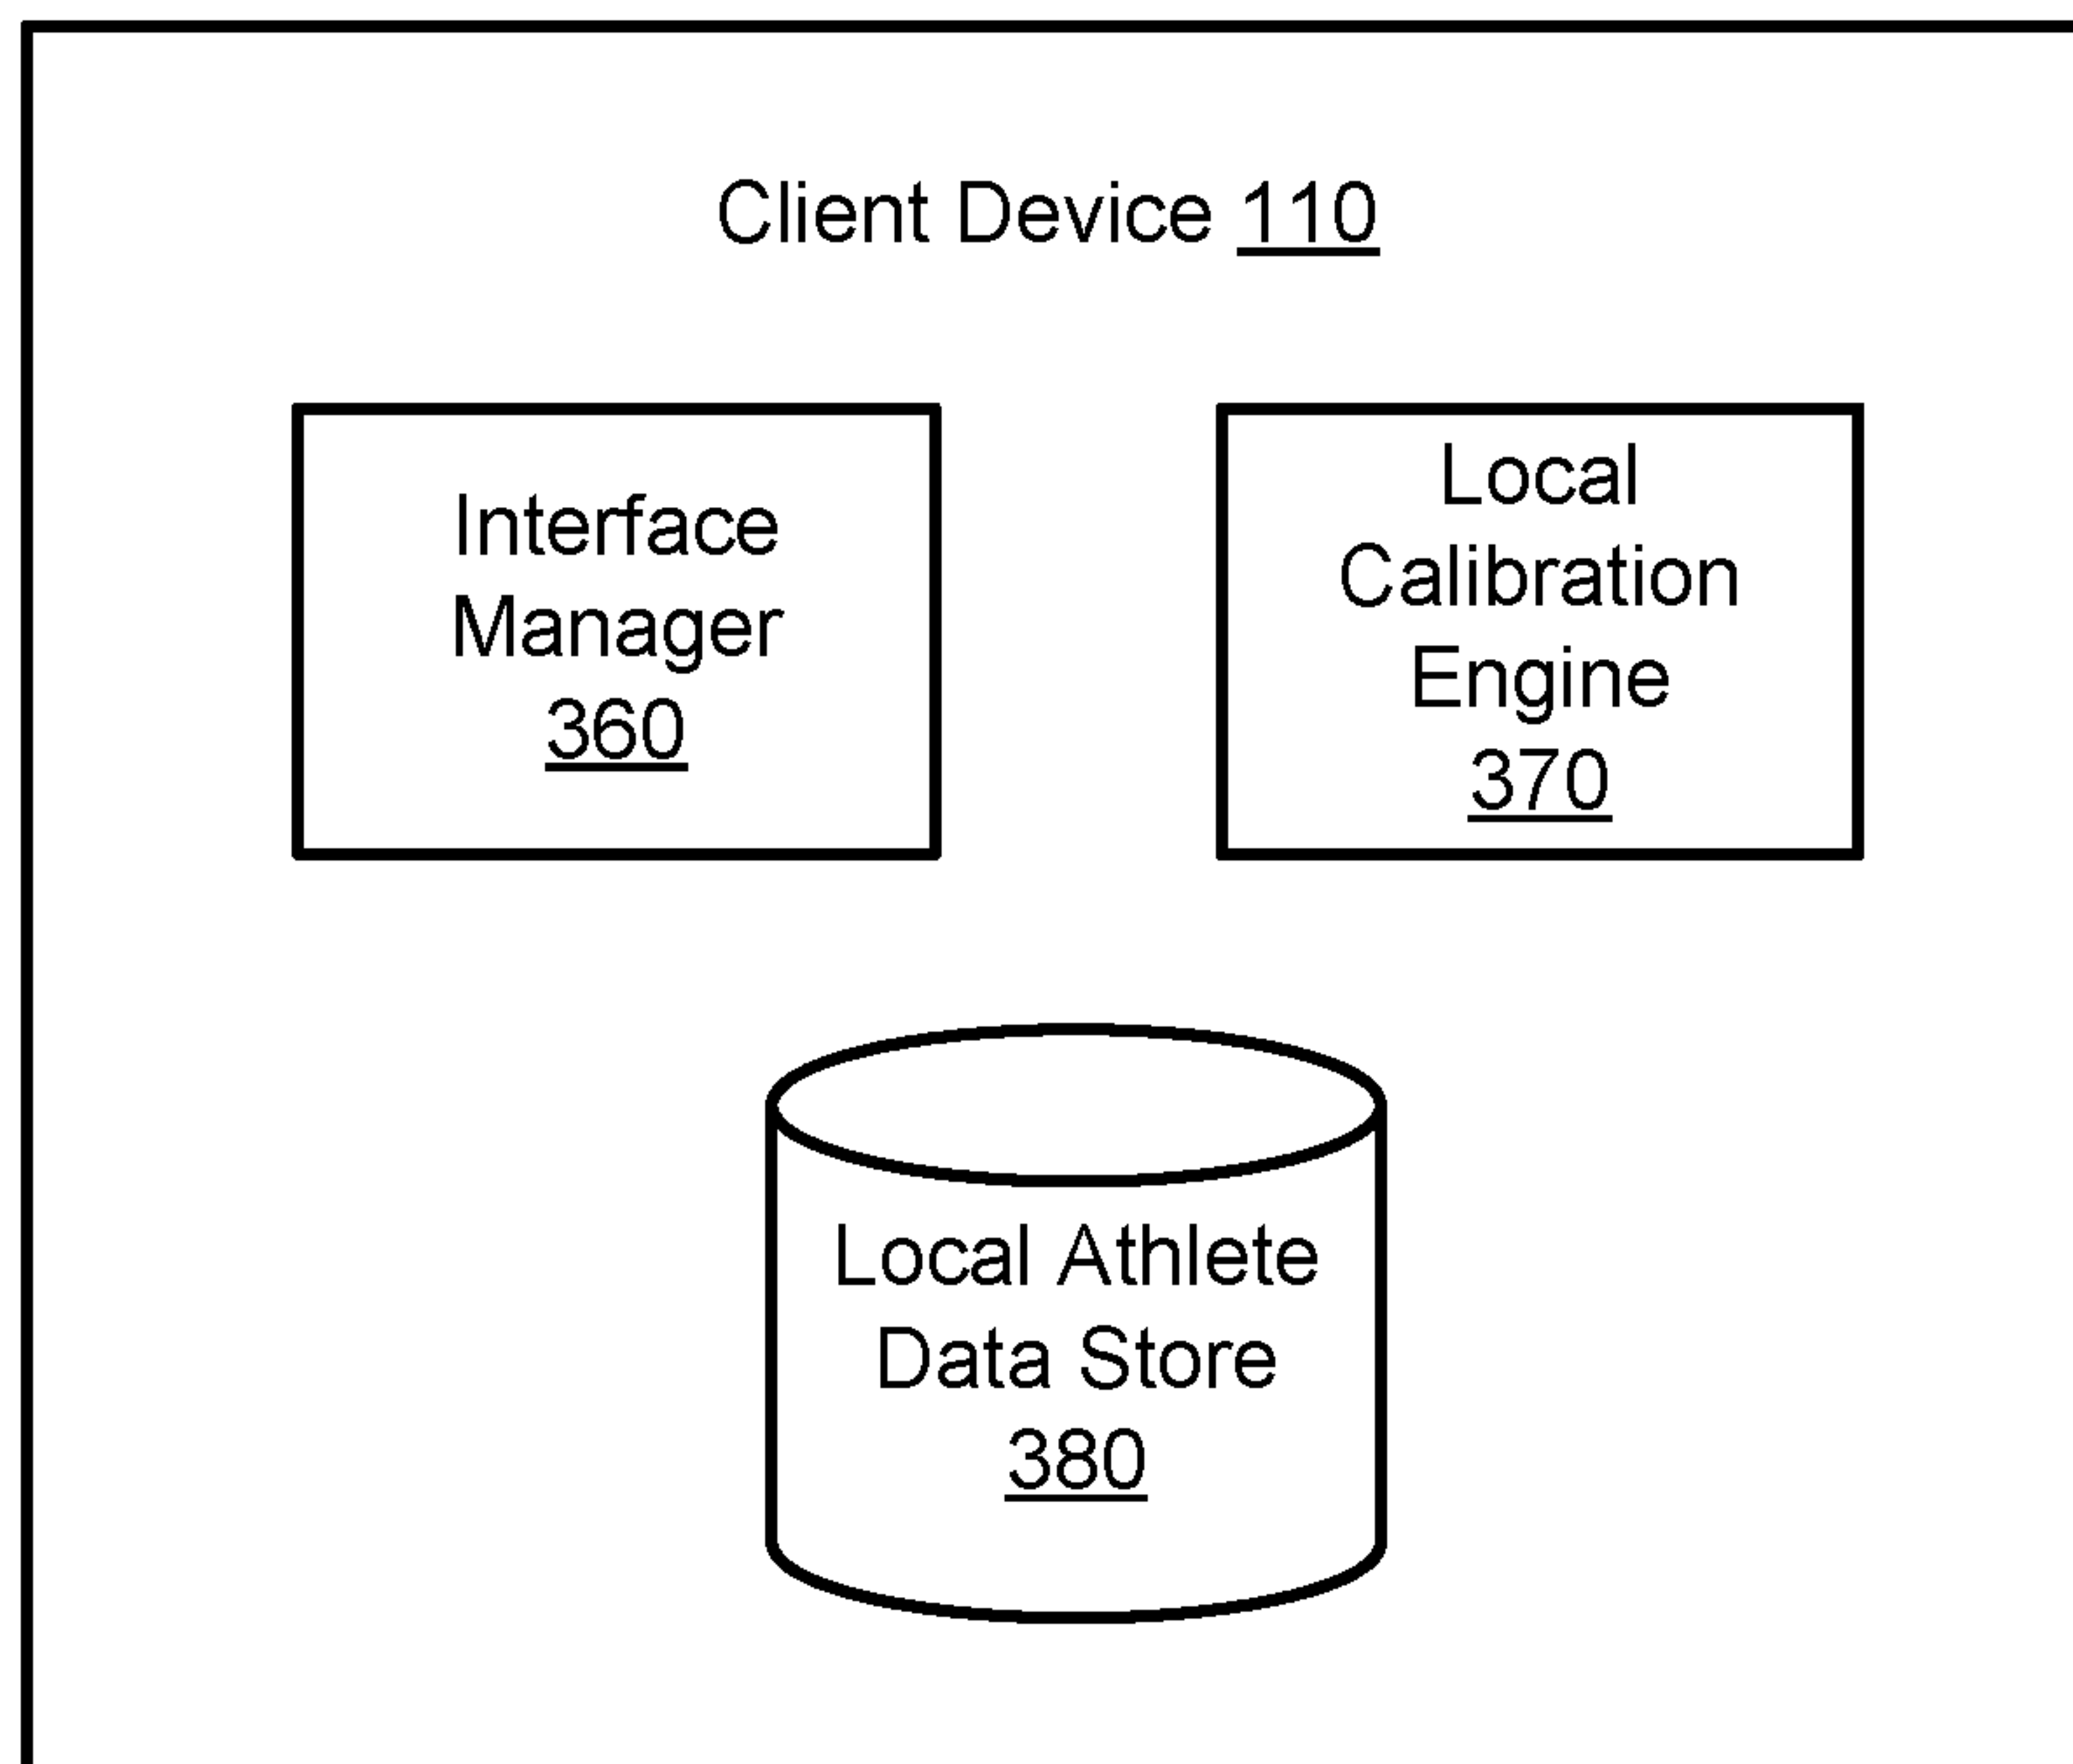 Client Device 110
Interface
Manager
360
Local
Calibration
Engine
370
Local Athlete
Data Store
380